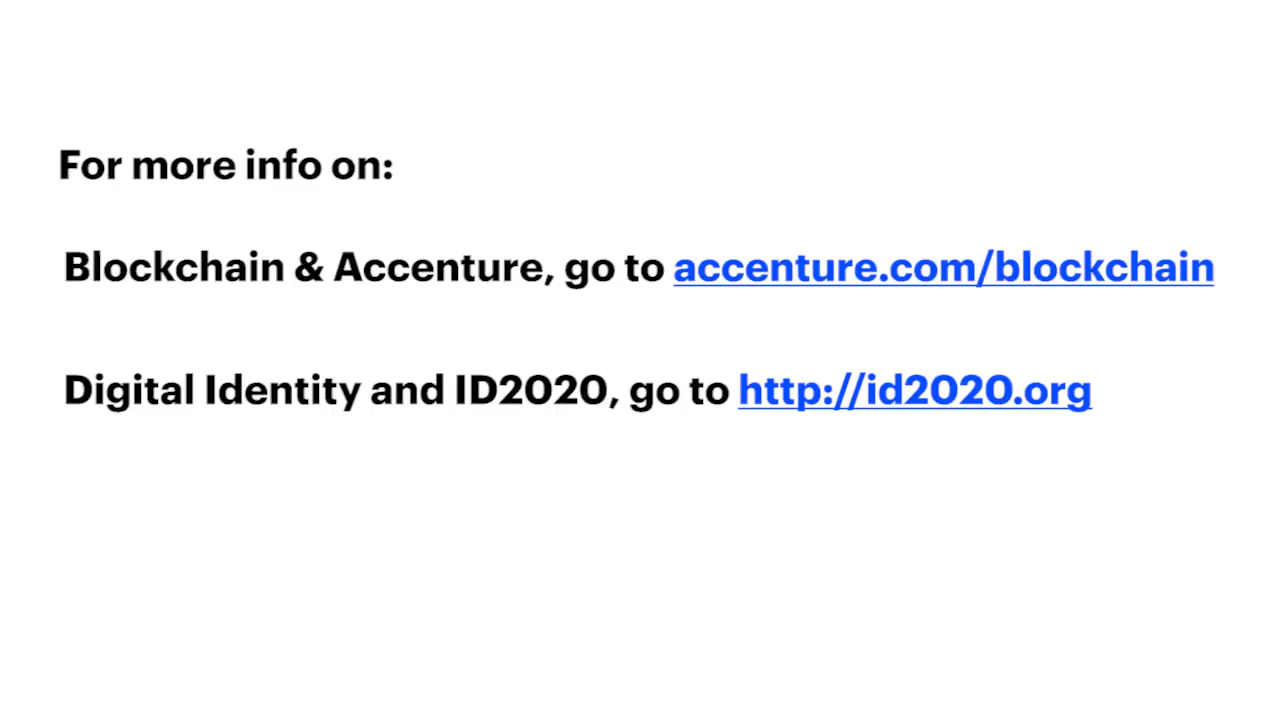 For more info on:
Blockchain & Accenture, go to accenture.com/blockchain
Digital Identity and ID2020, go to http://id2020.org